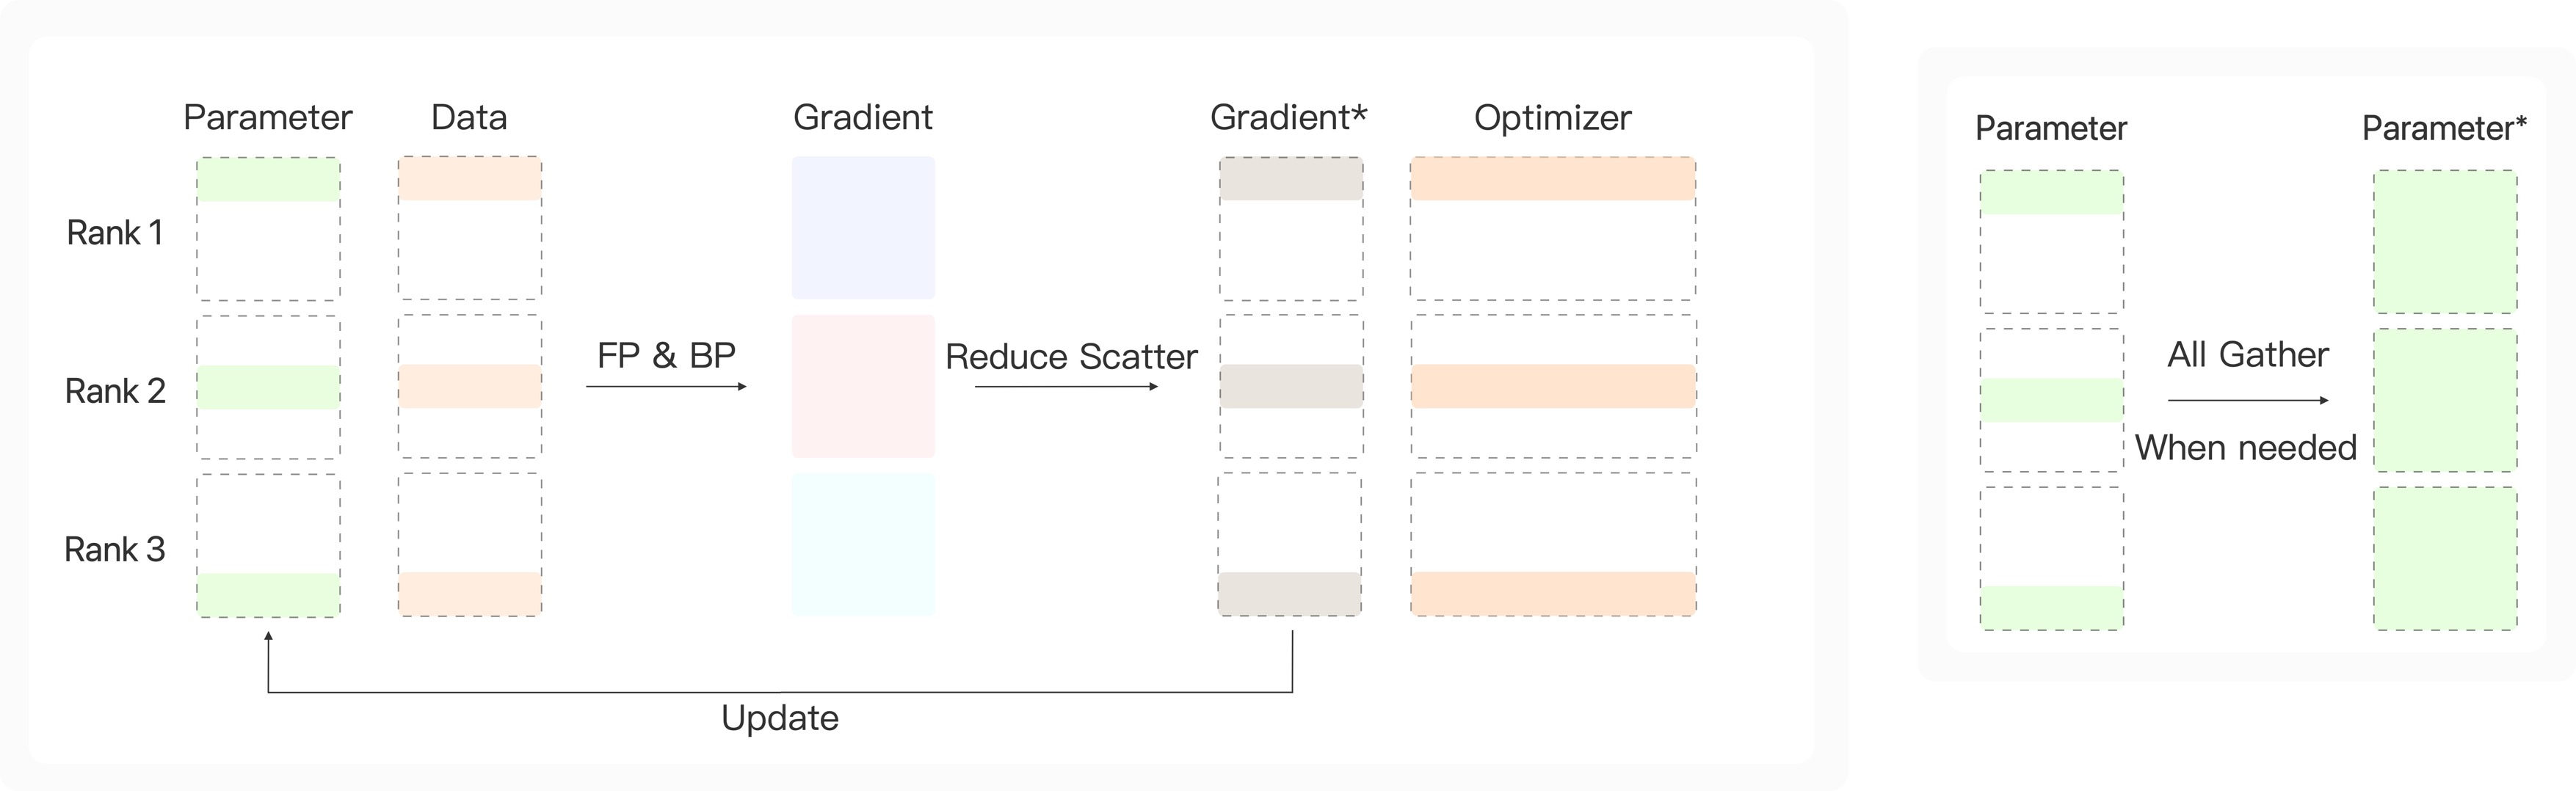 Parameter Data Gradient Gradient* Optimizer
Rank 1
Rank 2
Rank 3
FP & BP
Reduce Scatter
Update
Parameter Parameter*
All Gather
When needed